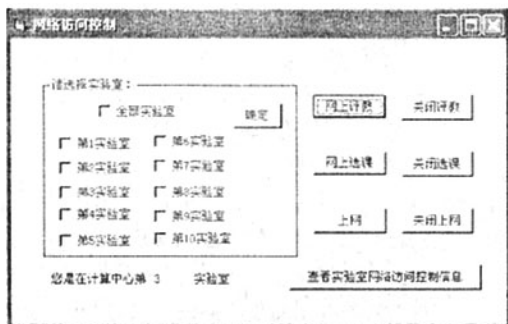 网络访问控制
请选择实验室：
全部实验室
确定
第1实验室
第6实验室
第2实验室
第7实验室
第3实验室
第8实验室
第4实验室
第9实验室
第5实验室
第10实验室
网上评教
关闭评教
网上选课
关闭选课
上网
关闭上网
您是在计算中心第 3 实验室
查看实验室网络访问控制信息